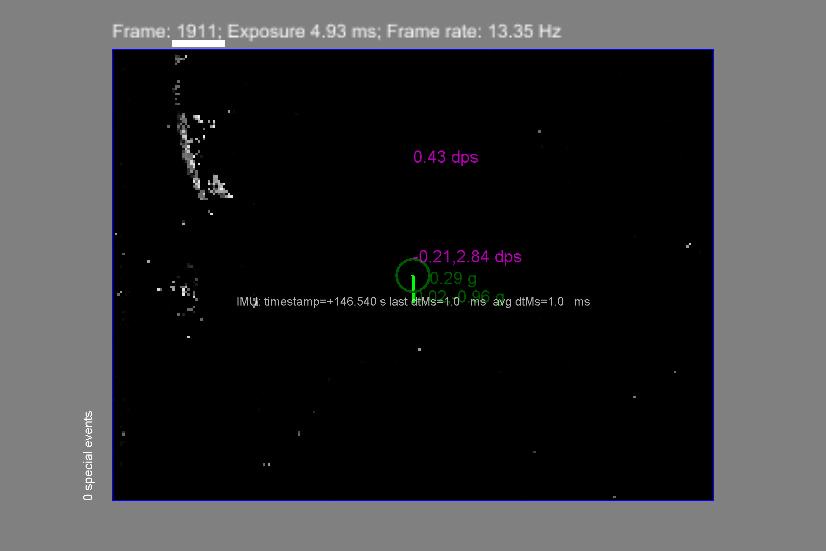 Frame: 1911; Exposure 4.93 ms; Frame rate: 13.35 Hz
0.43 dps
-0.21,2.84 dps
0.29 g
0.96 g
IMU: timestamp=+146.540 s last dtMs=1.0 ms avg dtMs=1.0 ms
0 special events